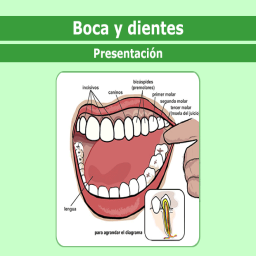 Boca y dientes
Presentación
incisivos
caninos
bicúspides
(premolares)
primer molar
segunda molar
tercer molar
(muela del juicio)
lengua
para agrandar el diagrama